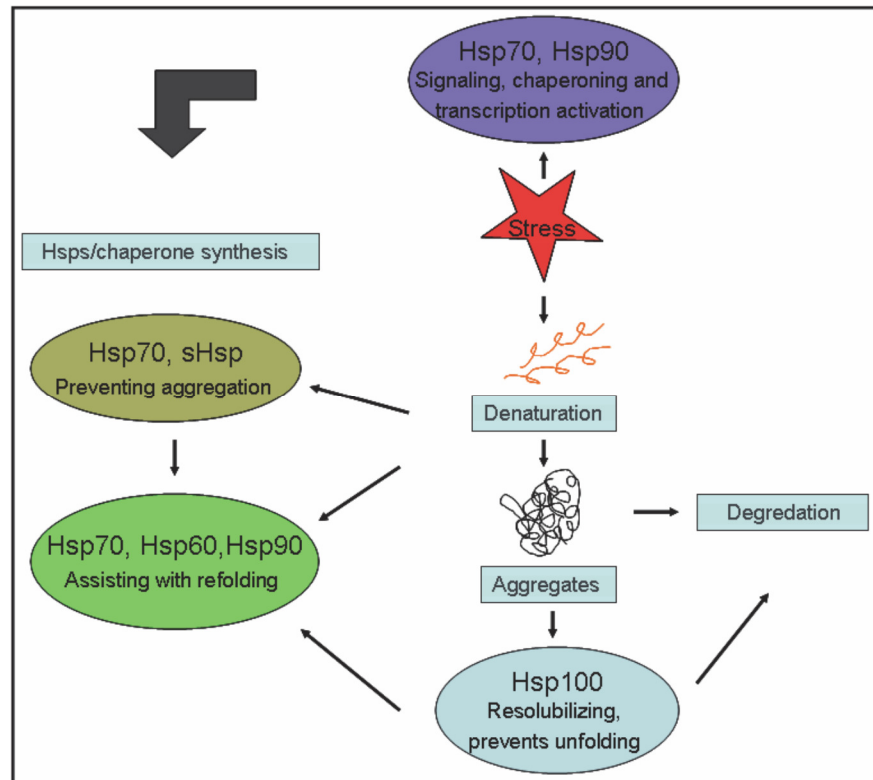 Hsp70, Hsp90
Signaling, chaperoning and
transcription activation
Stress
Hsps/chaperone synthesis
Hsp70, sHsp
Preventing aggregation
Denaturation
Hsp70, Hsp60,Hsp90
Assisting with refolding
Degredation
Aggregates
Hsp100
Resolubilizing,
prevents unfolding